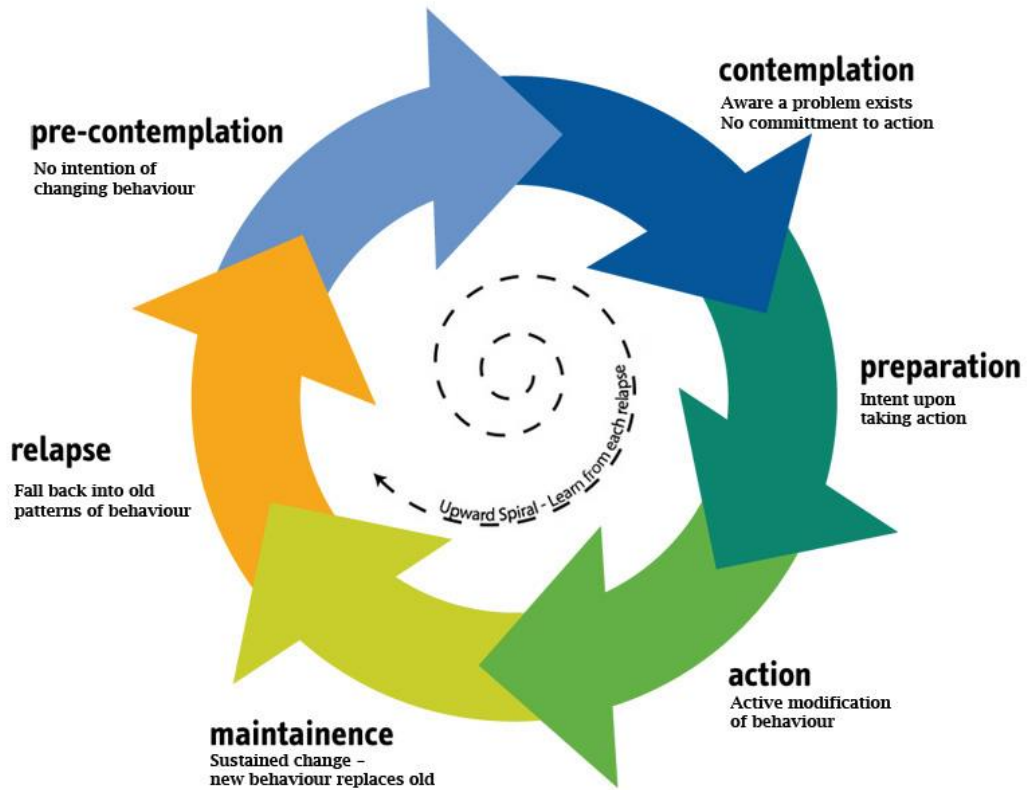 pre-contemplation
No intention of
changing behaviour
contemplation
Aware a problem exists
No committment to action
preparation
Intent upon
taking action
action
Active modification
of behaviour
maintainence
Sustained change –
new behaviour replaces old
relapse
Fall back into old
patterns of behaviour
Upward Spiral - Learn from each relapse